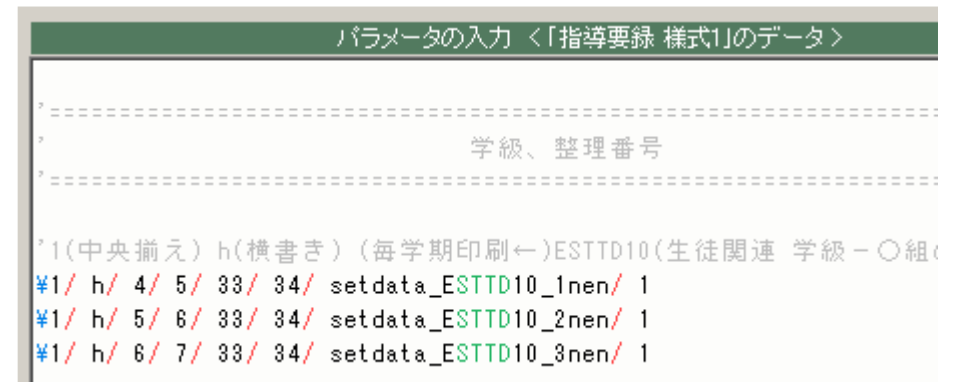 パラメータの入力 <「指導要録 様式1」のデータ>
'================================================
' 学級、整理番号
'================================================
'1(中央揃え) h(横書き) (毎学期印刷←)ESTTD10(生徒関連 学級-○組
¥1/ h/ 4/ 5/ 33/ 34/ setdata_ESTTD10_1nen/ 1
¥1/ h/ 5/ 6/ 33/ 34/ setdata_ESTTD10_2nen/ 1
¥1/ h/ 6/ 7/ 33/ 34/ setdata_ESTTD10_3nen/ 1